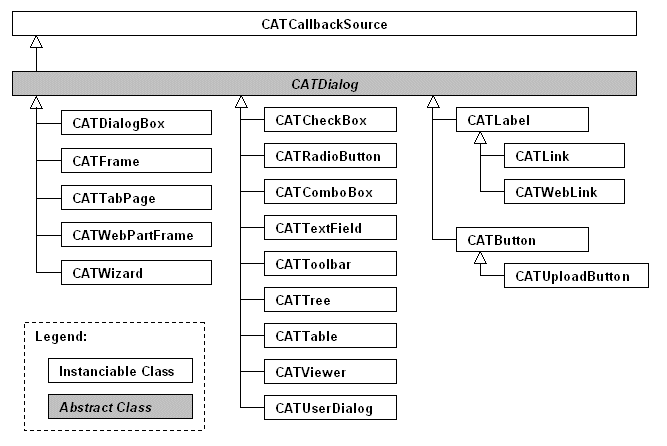 CATCallbackSource
CATDialog
CATDialogBox
CATFrame
CATTabPage
CATWebPartFrame
CATWizard
CATCheckBox
CATRadioButton
CATComboBox
CATTextField
CATToolbar
CATTree
CATTable
CATViewer
CATUserDialog
CATLabel
CATLink
CATWebLink
CATButton
CATUploadButton
Legend:
Instanciable Class
Abstract Class